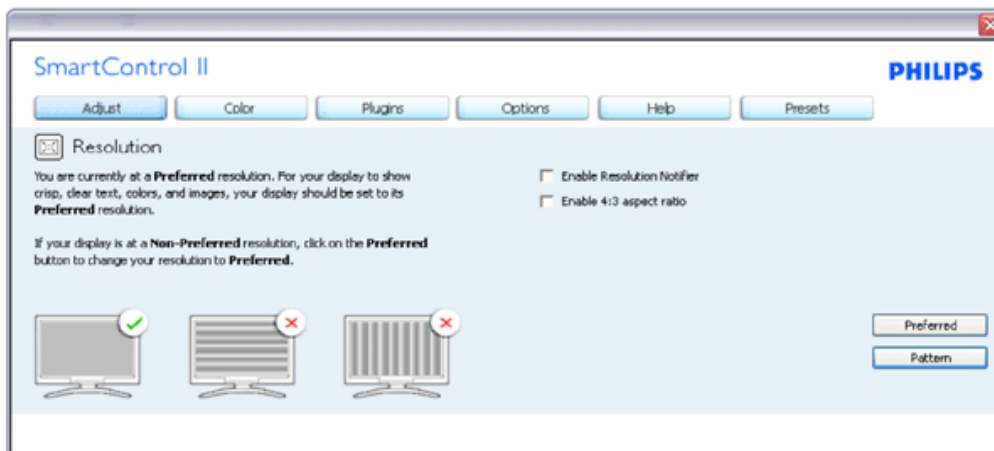 SmartControl II
PHILIPS
Adjust
Color
Plugins
Options
Help
Presets
Resolution
You are currently at a Preferred resolution. For your display to show
crisp, clear text, colors, and images, your display should be set to its
Preferred resolution.
If your display is at a Non-Preferred resolution, click on the Preferred
button to change your resolution to Preferred.
Enable Resolution Notifier
Enable 4:3 aspect ratio
Preferred
Pattern